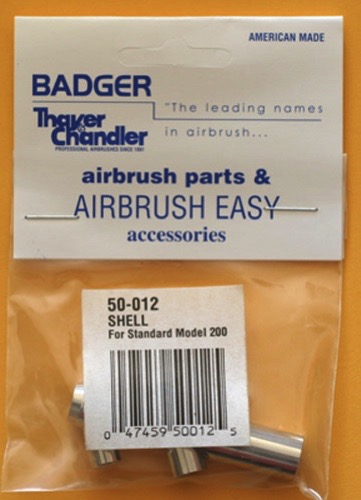 AMERICAN MADE
BADGER
Thayer & Chandler
PROFESSIONAL AIRBRUSHES SINCE 1891
"The leading names
in airbrush...
airbrush parts &
AIRBRUSH EASY
accessories
50-012
SHELL
For Standard Model 200
0 47459 50012 5